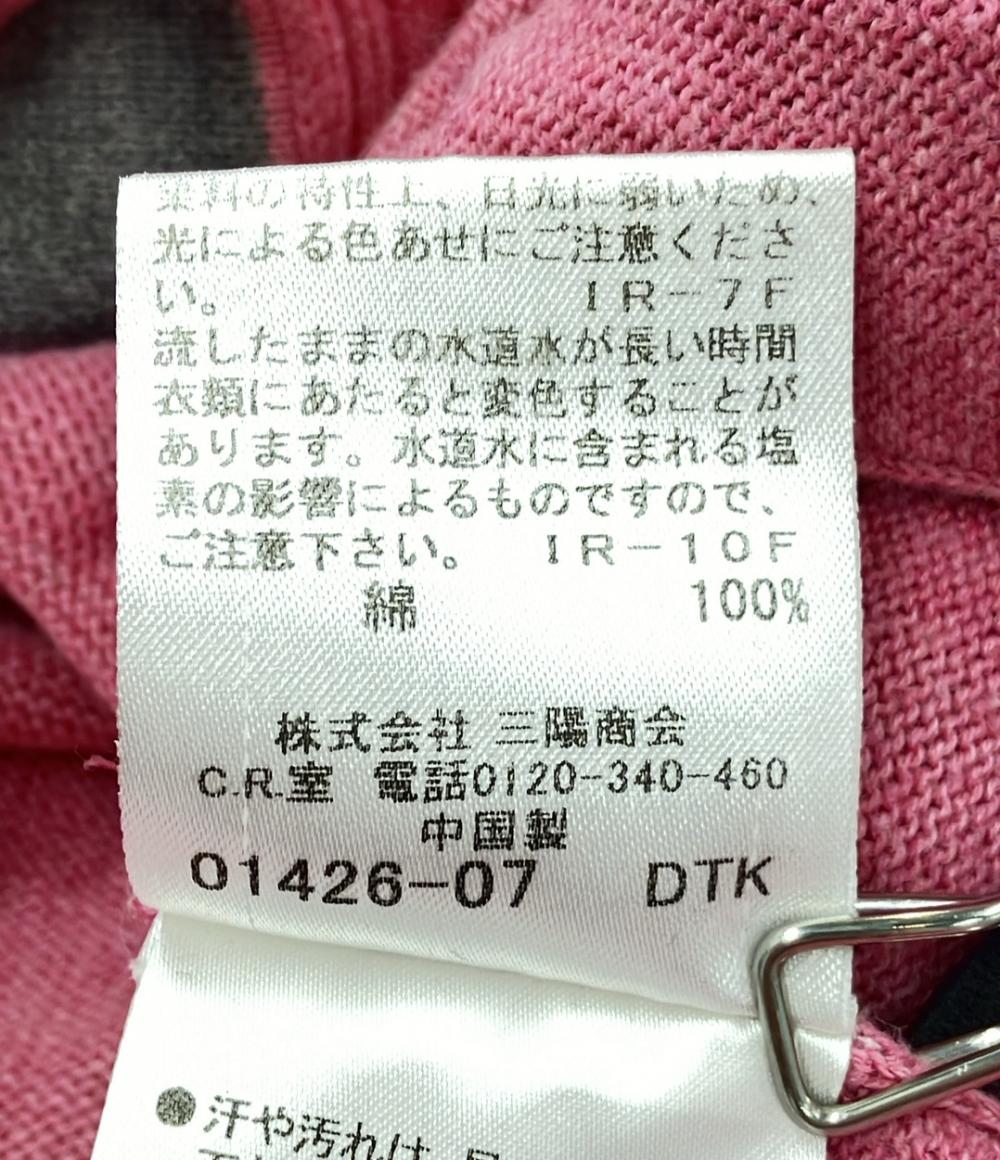 染料の特性上、日光に弱いため、
光による色あせにご注意くださ
い。 IR-7F
流したままの水道水が長い時間
衣類にあたると変色することが
あります。水道水に含まれる塩
素の影響によるものですので、
ご注意下さい。 IR-10F
綿 100%
株式会社 三陽商会
C.R.室 電話0120-340-460
中国製
01426-07 DTK
●汗や汚れは